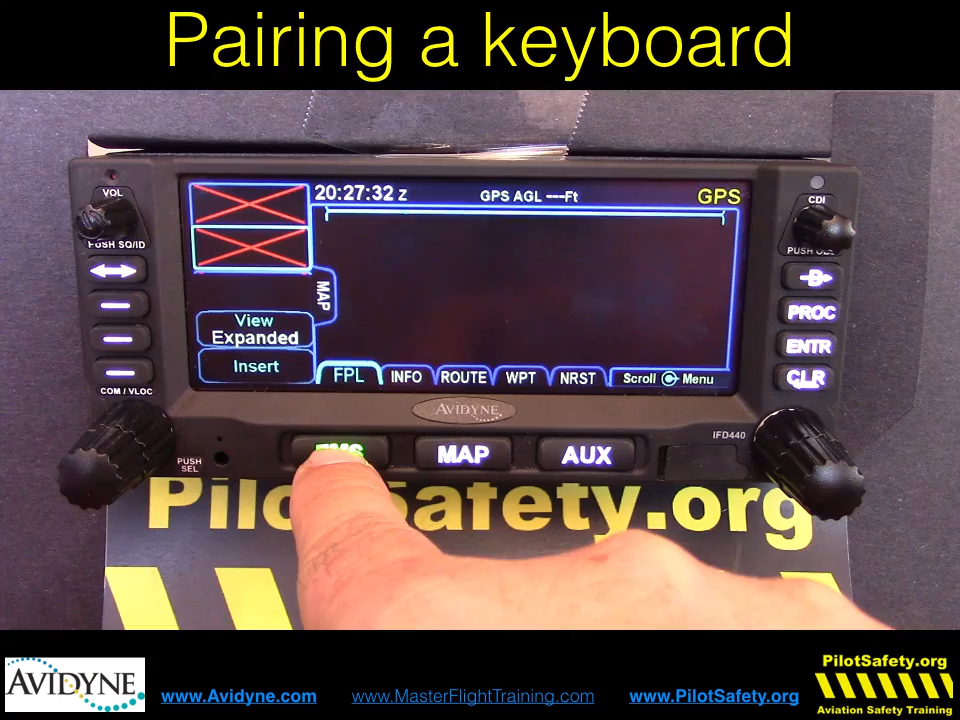 Pairing a keyboard
VOL
PUSH SQ/ID
COM / VLOC
PUSH
SEL
20:27:32 Z
GPS AGL ---Ft
GPS
MAP
View
Expanded
Insert
FPL
INFO
ROUTE
WPT
NRST
Scroll Menu
AVIDYNE
IFD440
CDI
PUSH
D
PROC
ENTR
CLR
FMS
MAP
AUX
PilotSafety.org
AVIDYNE
www.Avidyne.com
www.MasterFlightTraining.com
www.PilotSafety.org
PilotSafety.org
Aviation Safety Training